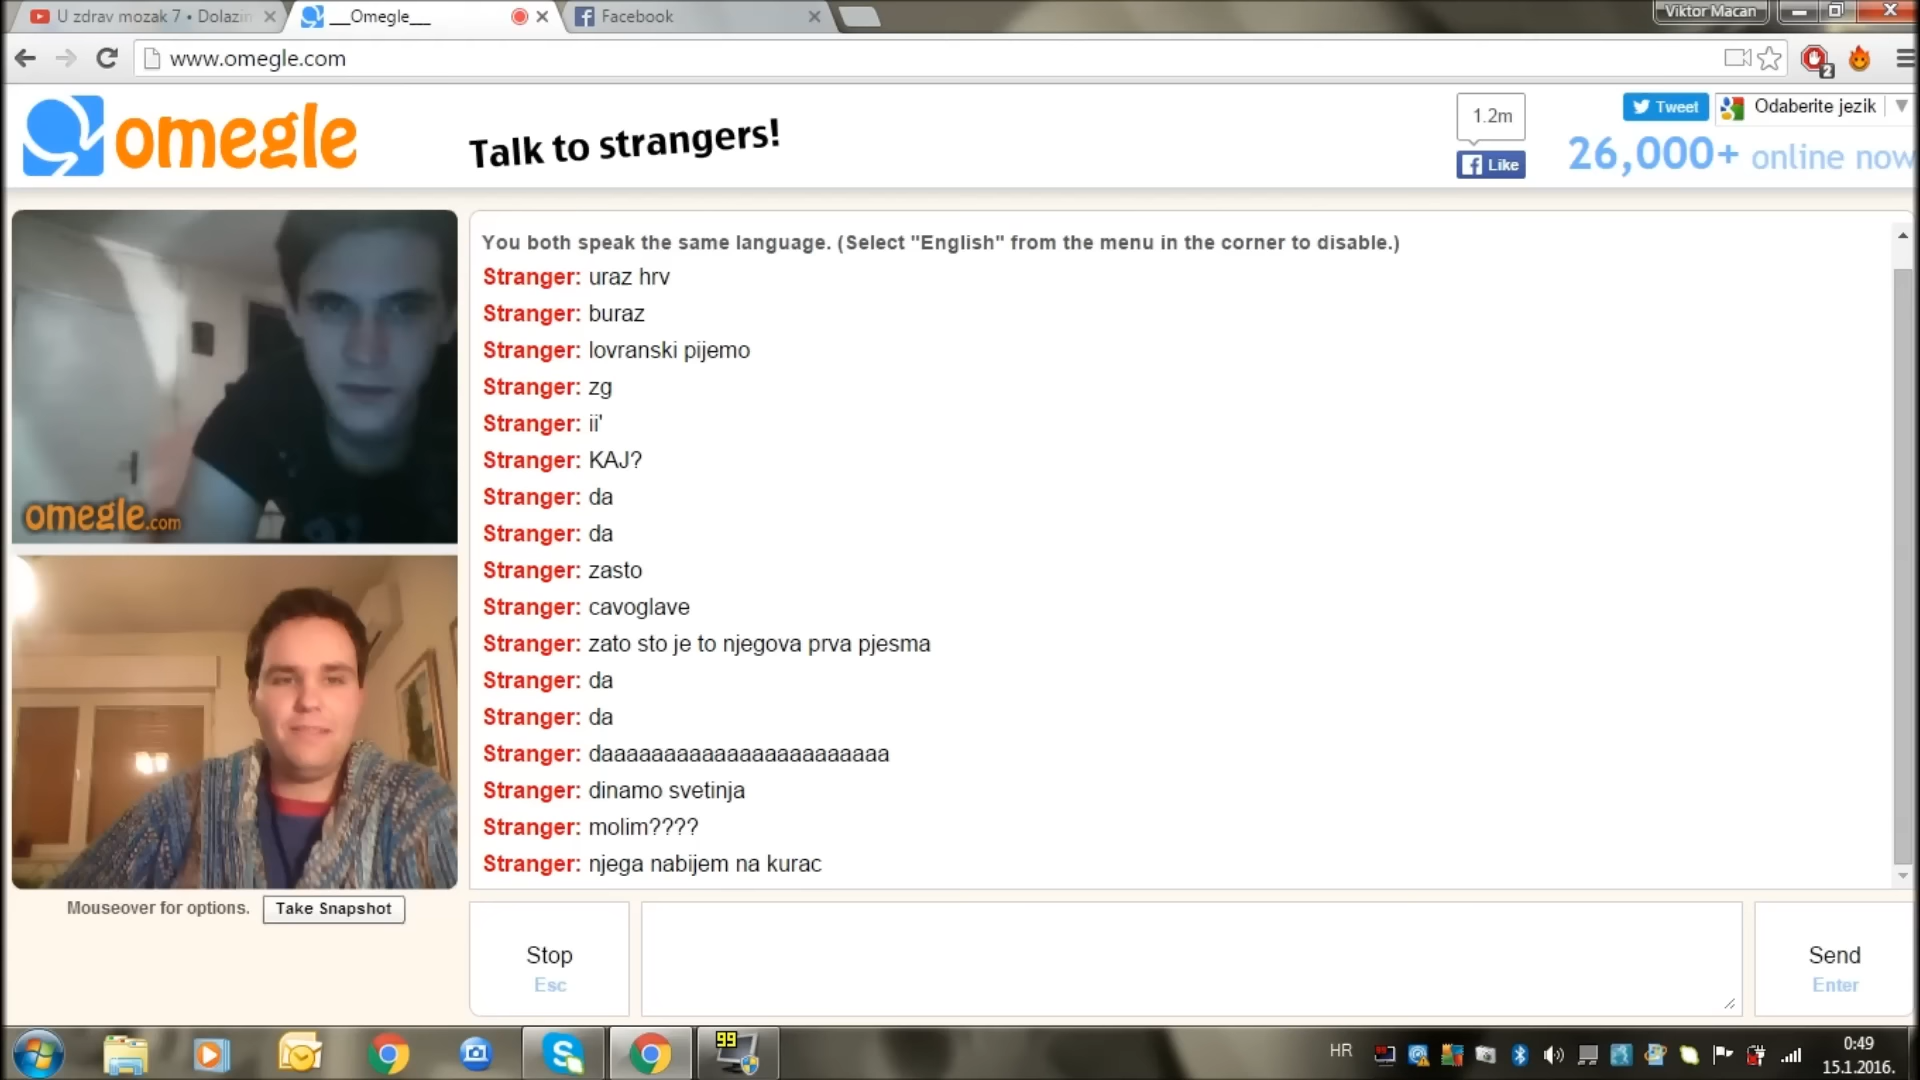 U zdrav mozak 7 • Dolazin
__Omegle__
Facebook
Viktor Macan
www.omegle.com
2
omegle
Talk to strangers!
1.2m
Like
Tweet
Odaberite jezik
26,000+ online now
omegle.com
You both speak the same language. (Select "English" from the menu in the corner to disable.)
Stranger: uraz hrv
Stranger: buraz
Stranger: lovranski pijemo
Stranger: zg
Stranger: ii'
Stranger: KAJ?
Stranger: da
Stranger: da
Stranger: zasto
Stranger: cavoglave
Stranger: zato sto je to njegova prva pjesma
Stranger: da
Stranger: da
Stranger: daaaaaaaaaaaaaaaaaaaaaaa
Stranger: dinamo svetinja
Stranger: molim????
Stranger: njega nabijem na kurac
Mouseover for options.
Take Snapshot
Stop
Esc
Send
Enter
99
HR
0:49
15.1.2016.